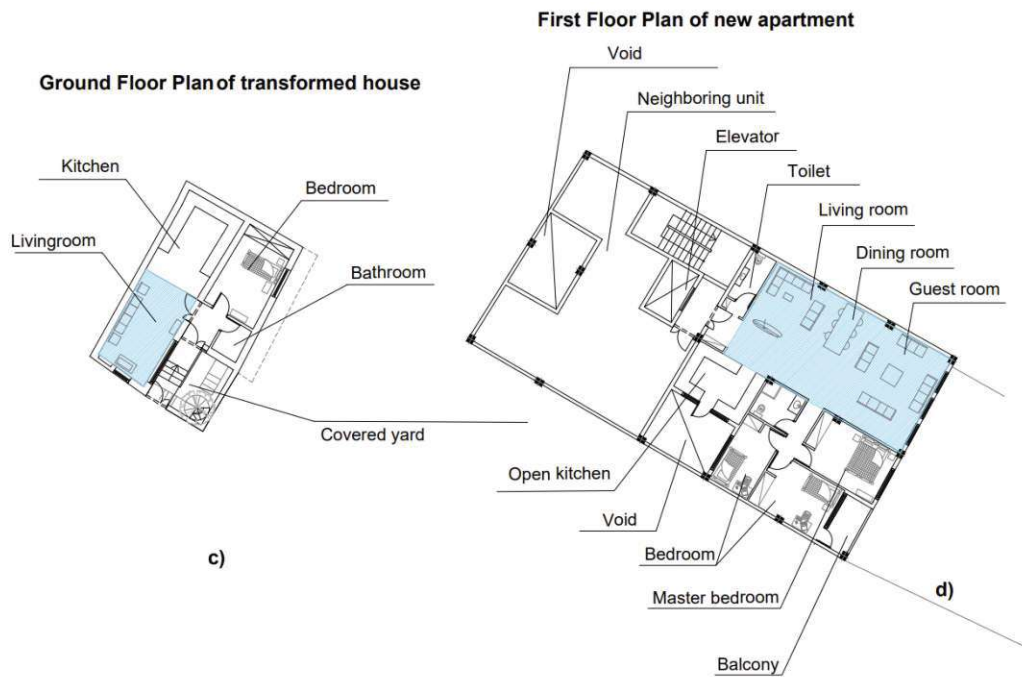 First Floor Plan of new apartment
Ground Floor Plan of transformed house
Void
Neighboring unit
Elevator
Toilet
Living room
Dining room
Guest room
Kitchen
Bedroom
Livingroom
Bathroom
Covered yard
Open kitchen
Void
Bedroom
Master bedroom
Balcony
c)
d)